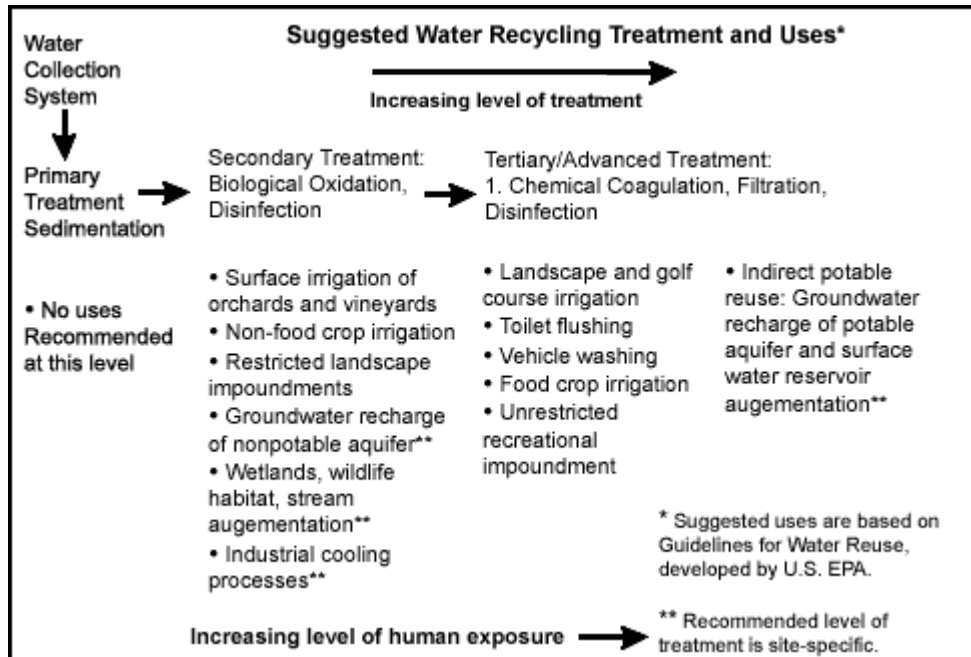 Suggested Water Recycling Treatment and Uses*
Increasing level of treatment
Water
Collection
System
Primary
Treatment
Sedimentation
• No uses
Recommended
at this level
Secondary Treatment:
Biological Oxidation,
Disinfection
• Surface irrigation of
orchards and vineyards
• Non-food crop irrigation
• Restricted landscape
impoundments
• Groundwater recharge
of nonpotable aquifer**
• Wetlands, wildlife
habitat, stream
augementation**
• Industrial cooling
processes**
Tertiary/Advanced Treatment:
1. Chemical Coagulation, Filtration,
Disinfection
• Landscape and golf
course irrigation
• Toilet flushing
• Vehicle washing
• Food crop irrigation
• Unrestricted
recreational
impoundment
• Indirect potable
reuse: Groundwater
recharge of potable
aquifer and surface
water reservoir
augementation**
Increasing level of human exposure
* Suggested uses are based on
Guidelines for Water Reuse,
developed by U.S. EPA.
** Recommended level of
treatment is site-specific.